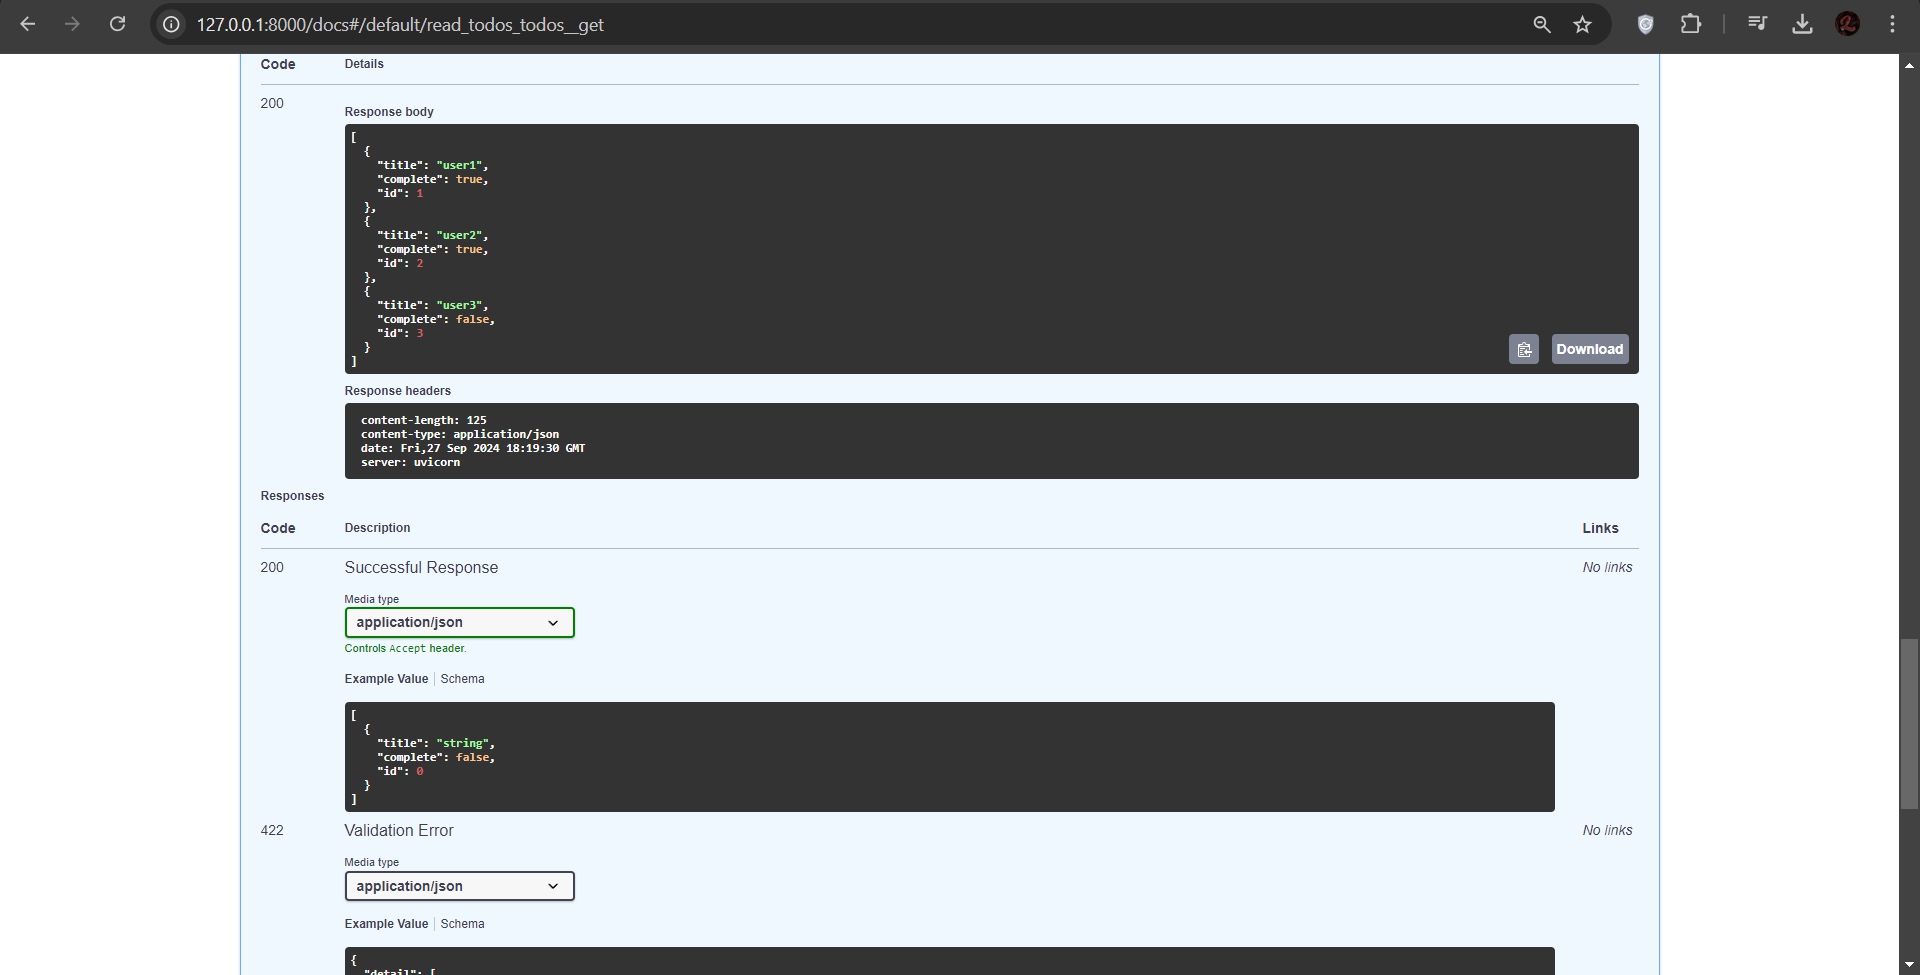 127.0.0.1:8000/docs#/default/read_todos_todos__get
Code Details
200
Response body
[
  {
    "title": "user1",
    "complete": true,
    "id": 1
  },
  {
    "title": "user2",
    "complete": true,
    "id": 2
  },
  {
    "title": "user3",
    "complete": false,
    "id": 3
  }
]
Download
Response headers
content-length: 125
content-type: application/json
date: Fri,27 Sep 2024 18:19:30 GMT
server: uvicorn
Responses
Code Description Links
200 Successful Response No links
Media type
application/json
Controls Accept header.
Example Value Schema
[
  {
    "title": "string",
    "complete": false,
    "id": 0
  }
]
422 Validation Error No links
Media type
application/json
Example Value Schema
{
  "detail": [